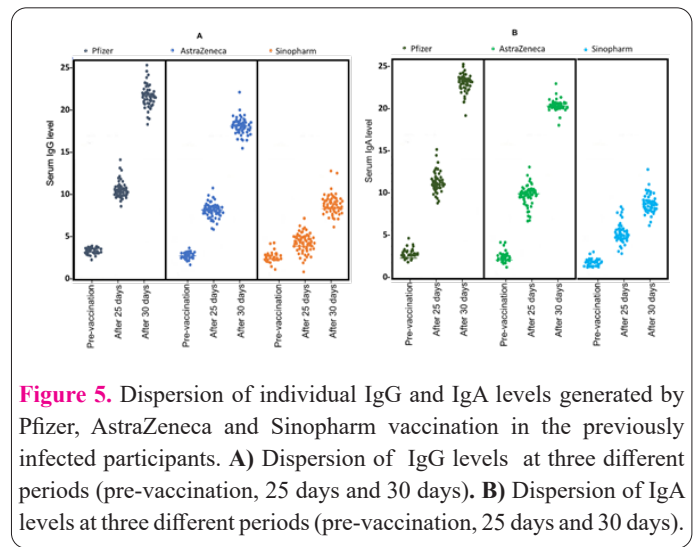 A
B
Pfizer
AstraZeneca
Sinopharm
Pfizer
AstraZeneca
Sinopharm
Serum IgG level
25
20
15
10
5
0
Pre-vaccination
After 25 days
After 30 days
Pre-vaccination
After 25 days
After 30 days
Pre-vaccination
After 25 days
After 30 days
Serum IgA level
25
20
15
10
5
0
Pre-vaccination
After 25 days
After 30 days
Pre-vaccination
After 25 days
After 30 days
Pre-vaccination
After 25 days
After 30 days
Figure 5. Dispersion of individual IgG and IgA levels generated by
Pfizer, AstraZeneca and Sinopharm vaccination in the previously
infected participants. A) Dispersion of IgG levels at three different
periods (pre-vaccination, 25 days and 30 days). B) Dispersion of IgA
levels at three different periods (pre-vaccination, 25 days and 30 days).